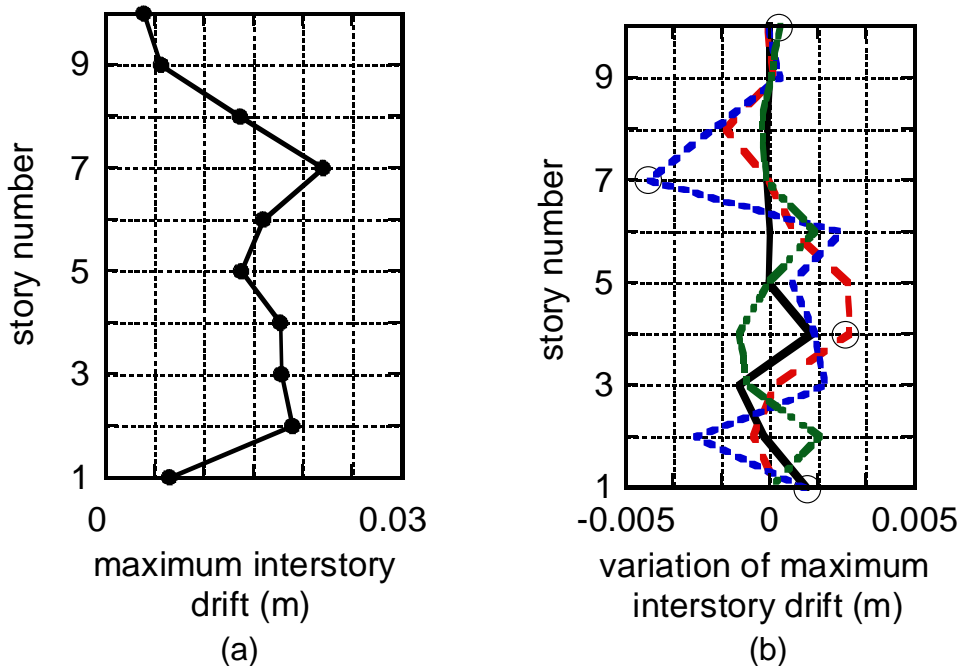 story number
9
7
5
3
1
0
0.03
maximum interstory
drift (m)
(a)
story number
9
7
5
3
1
-0.005
0
0.005
variation of maximum
interstory drift (m)
(b)